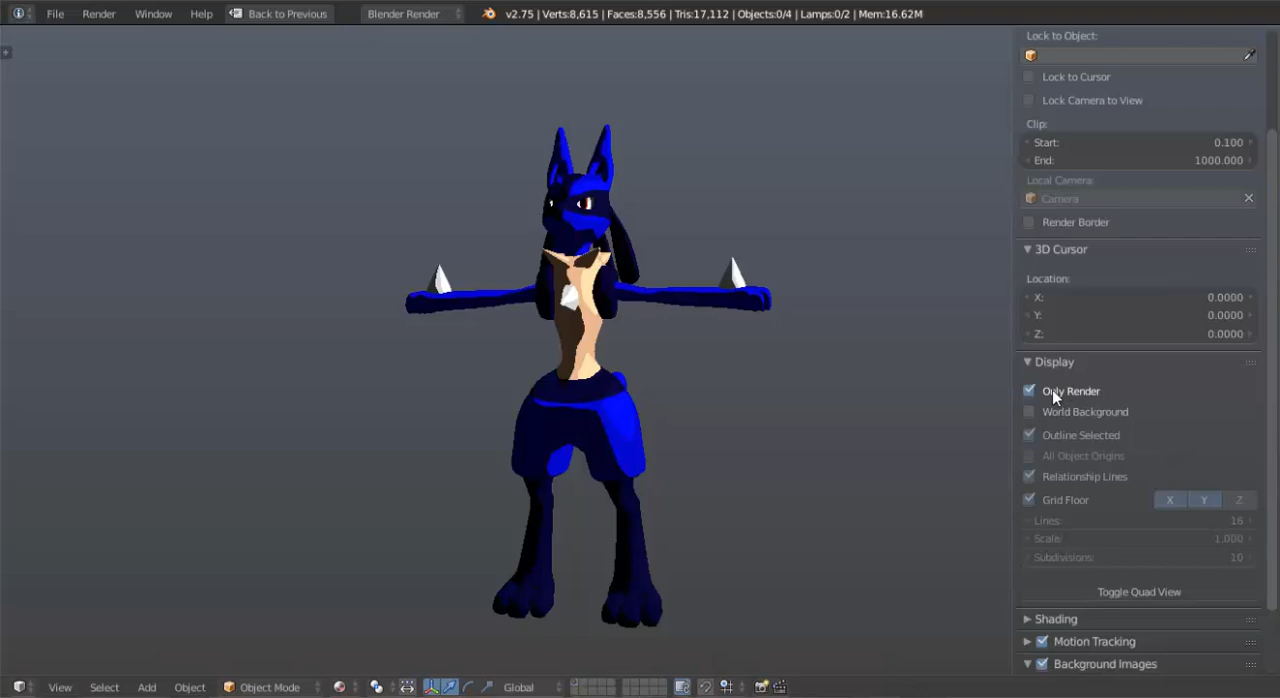 File Render Window Help Back to Previous Blender Render v2.75 | Verts:8,615 | Faces:8,556 | Tris:17,112 | Objects:0/4 | Lamps:0/2 | Mem:16.62M
Lock to Object:
Lock to Cursor
Lock Camera to View
Clip:
Start: 0.100
End: 1000.000
Local Camera:
Camera
Render Border
3D Cursor
Location:
X: 0.0000
Y: 0.0000
Z: 0.0000
Display
Only Render
World Background
Outline Selected
All Object Origins
Relationship Lines
Grid Floor X Y Z
Lines: 16
Scale: 1.000
Subdivisions: 10
Toggle Quad View
Shading
Motion Tracking
Background Images
View Select Add Object Object Mode Global